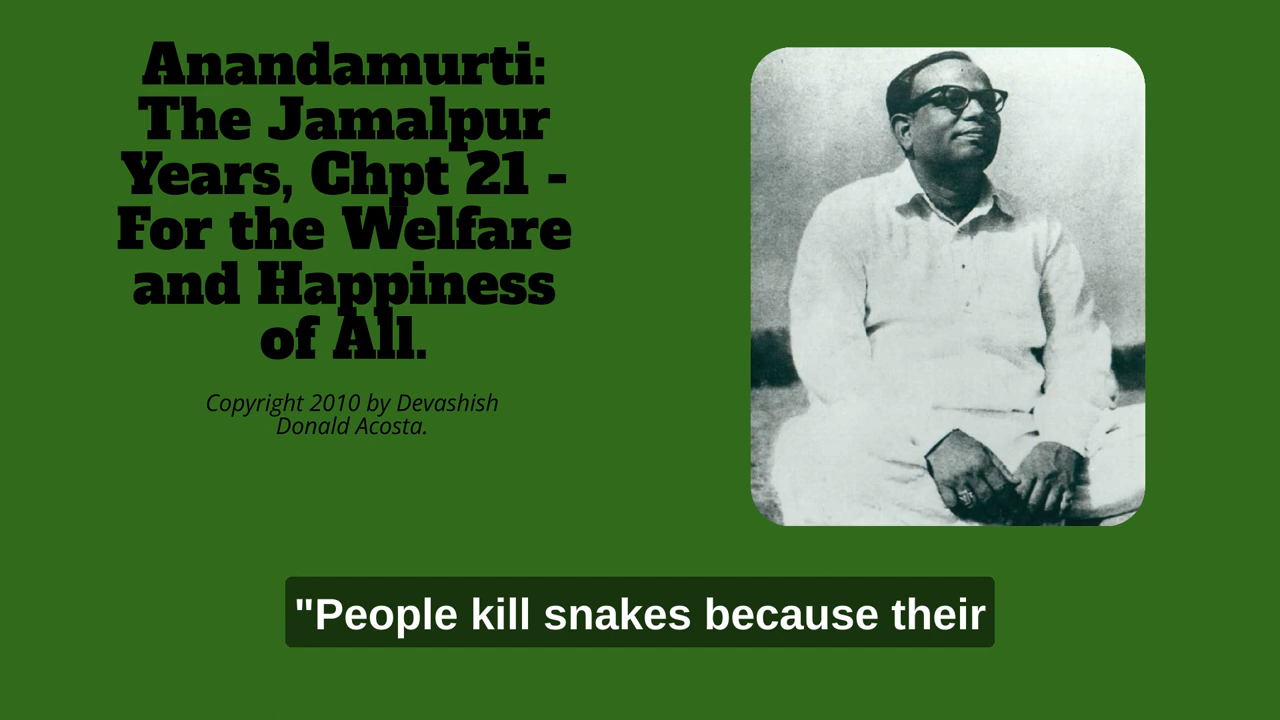 Anandamurti:
The Jamalpur
Years, Chpt 21 -
For the Welfare
and Happiness
of All.
Copyright 2010 by Devashish
Donald Acosta.
"People kill snakes because their